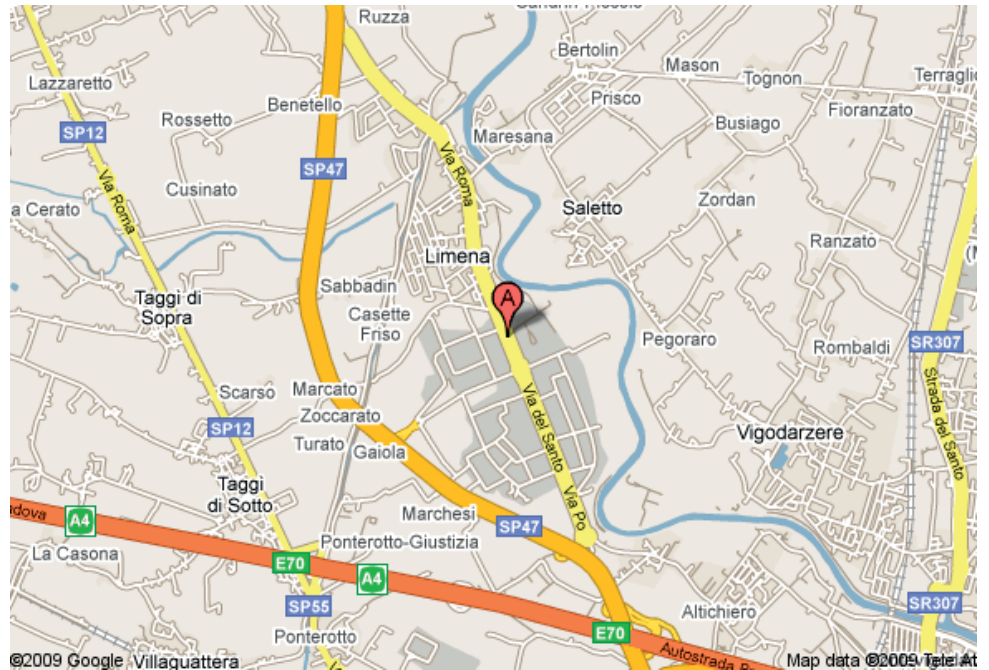 Ruzza
Bertolin
Mason
Tognon
Lazzaretto
Benetello
Prisco
Fioranzato
Rossetto
SP12
Maresana
Busiago
Via Roma
SP47
Via Roma
Cusinato
Zordan
a Cerato
Saletto
Ranzato
Limena
Sabbadin
Taggi di
Sopra
A
Casette
Friso
Pegoraro
SR307
Rombaldi
Marcato
Scarso
Zoccarato
Via del Santo
Strada del Santo
SP12
Turato
Gaiola
Vigodarzere
Taggi
di Sotto
Via Po
Marchesi
SP47
A4
Ponterotto-Giustizia
La Casona
E70
A4
SP55
Altichiero
SR307
Ponterotto
E70
Autostrada
©2009 Google
Villaguattera
Map data ©2009 Tele At